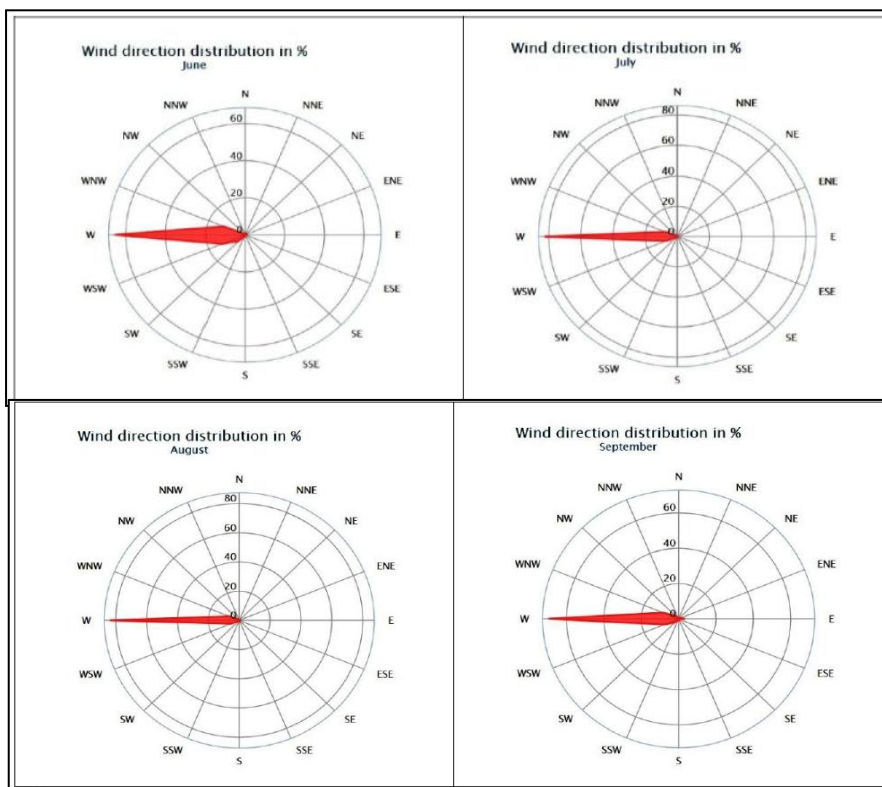 Wind direction distribution in %
June
N
NNW
NNE
60
NW
NE
40
WNW
ENE
20
0
W
E
WSW
ESE
SW
SE
SSW
SSE
S
Wind direction distribution in %
July
N
NNW
NNE
80
NW
NE
60
40
WNW
ENE
20
0
W
E
WSW
ESE
SW
SE
SSW
SSE
S
Wind direction distribution in %
August
N
NNW
NNE
80
NW
NE
60
40
WNW
ENE
20
0
W
E
WSW
ESE
SW
SE
SSW
SSE
S
Wind direction distribution in %
September
N
NNW
NNE
60
NW
NE
40
WNW
ENE
20
0
W
E
WSW
ESE
SW
SE
SSW
SSE
S